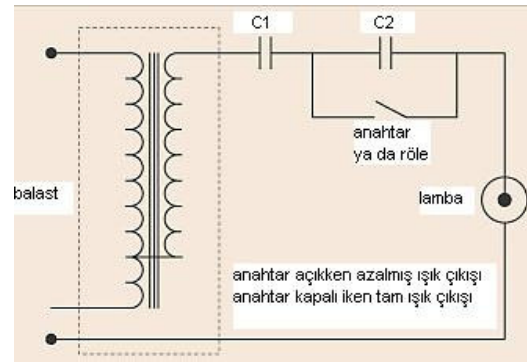 C1
C2
anahtar
ya da röle
balast
lamba
anahtar açıkken azalmış ışık çıkışı
anahtar kapalı iken tam ışık çıkışı